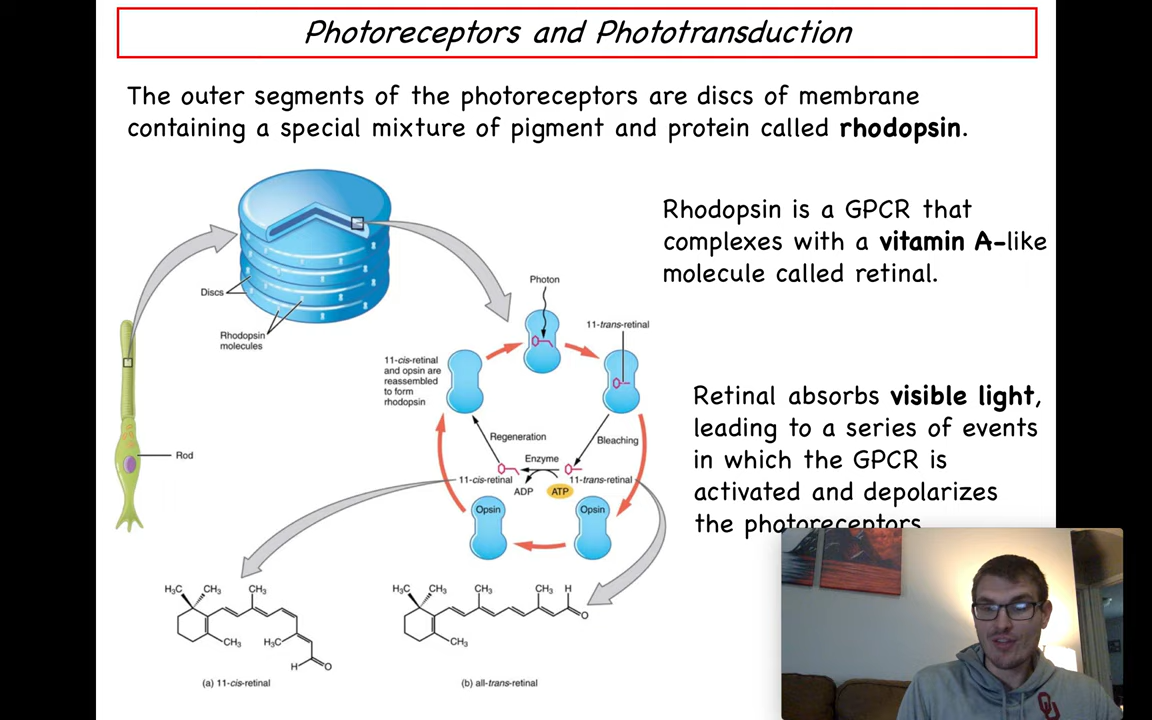 Photoreceptors and Phototransduction
The outer segments of the photoreceptors are discs of membrane
containing a special mixture of pigment and protein called rhodopsin.
Rhodopsin is a GPCR that
complexes with a vitamin A-like
molecule called retinal.
Discs
Rhodopsin
molecules
Rod
Photon
11-trans-retinal
11-cis-retinal
and opsin are
reassembled
to form
rhodopsin
Regeneration
Bleaching
Enzyme
11-cis-retinal
11-trans-retinal
ADP
ATP
Opsin
Opsin
Retinal absorbs visible light,
leading to a series of events
in which the GPCR is
activated and depolarizes
the photoreceptors
H₃C
CH₃
CH₃
CH₃
H₃C
H
O
(a) 11-cis-retinal
H₃C
CH₃
CH₃
CH₃
H
O
CH₃
(b) all-trans-retinal
OU